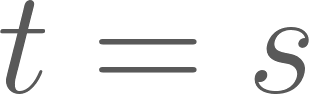 t = s